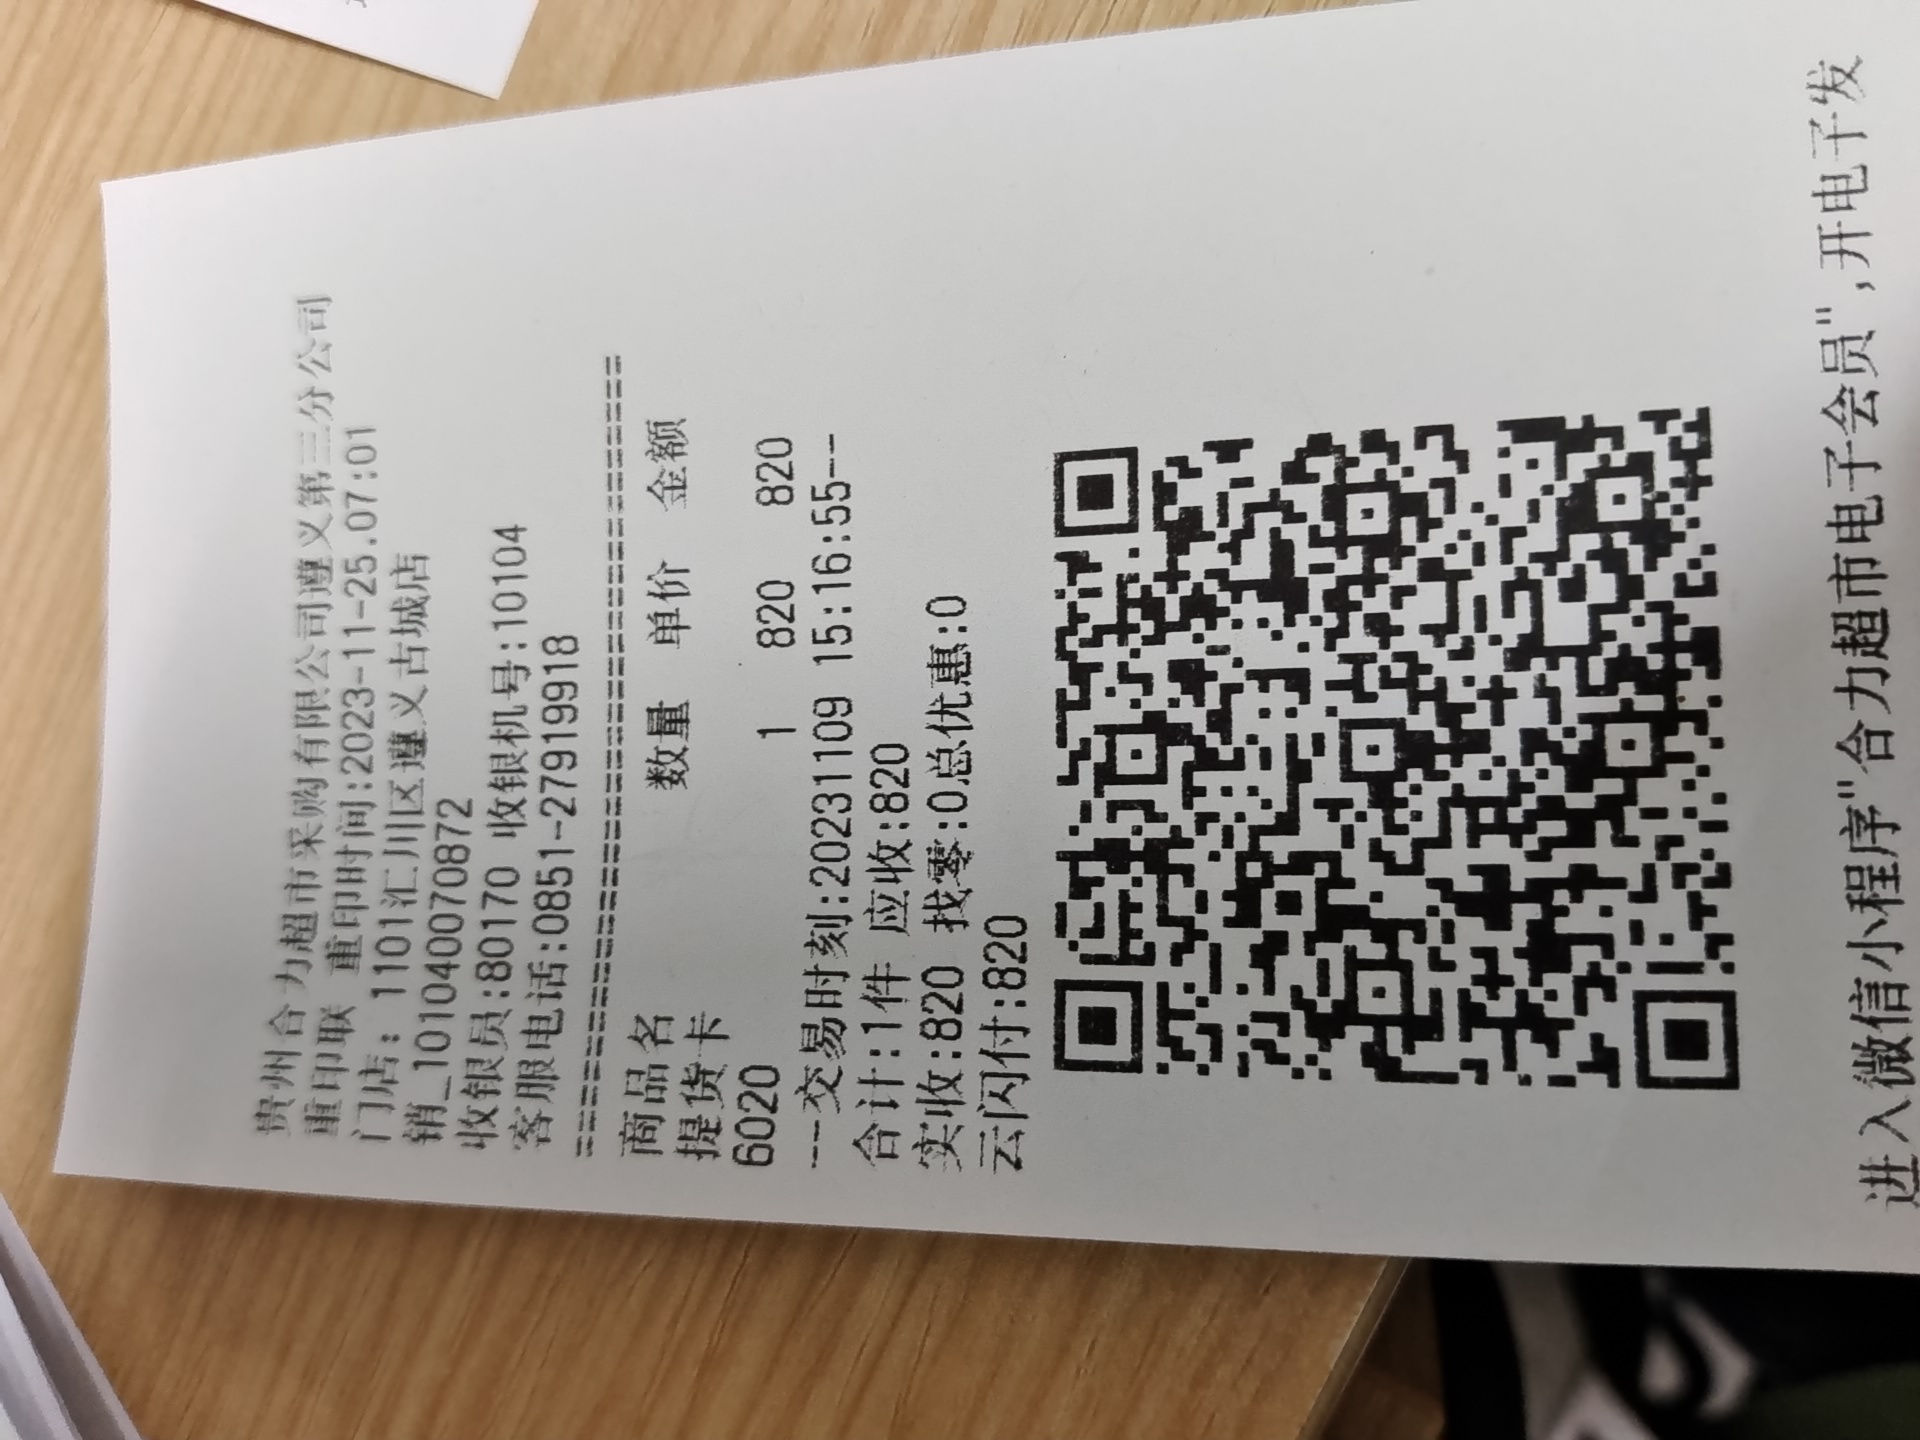 贵州合力超市采购有限公司遵义第三分公司
重印联 重印时间:2023-11-25.07:01
门店: 1101汇川区遵义古城店
销_101040070872
收银员:80170 收银机号:10104
客服电话:0851-27919918
==========================================
商品名 数量 单价 金额
提货卡
6020 1 820 820
---交易时刻:20231109 15:16:55--
合计:1件 应收:820
实收:820 找零:0总优惠:0
云闪付:820
进入微信小程序"合力超市电子会员",开电子发